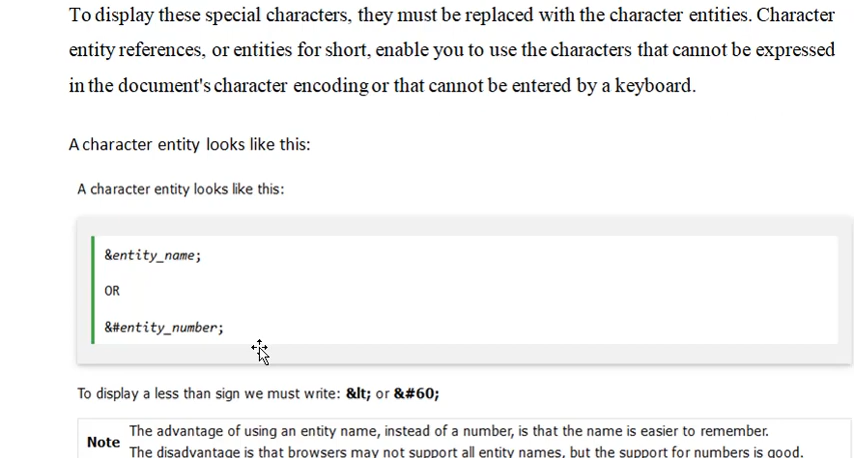 To display these special characters, they must be replaced with the character entities. Character
entity references, or entities for short, enable you to use the characters that cannot be expressed
in the document's character encoding or that cannot be entered by a keyboard.
A character entity looks like this:
A character entity looks like this:
&entity_name;
OR
&#entity_number;
To display a less than sign we must write: &lt; or &#60;
Note
The advantage of using an entity name, instead of a number, is that the name is easier to remember.
The disadvantage is that browsers may not support all entity names, but the support for numbers is good.